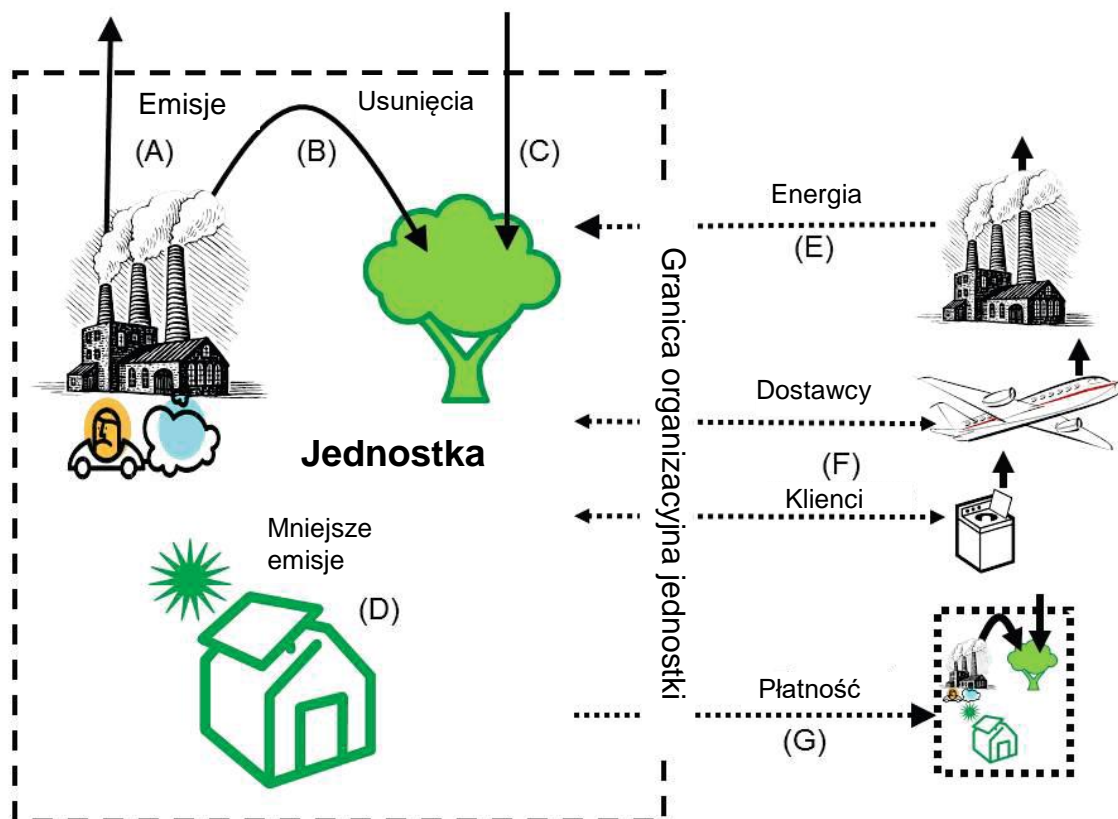 Emisje
Usunięcia
(A)
(B)
(C)
Energia
(E)
Granica organizacyjna jednostki
Dostawcy
Jednostka
(F)
Klienci
Mniejsze
emisje
(D)
Płatność
(G)